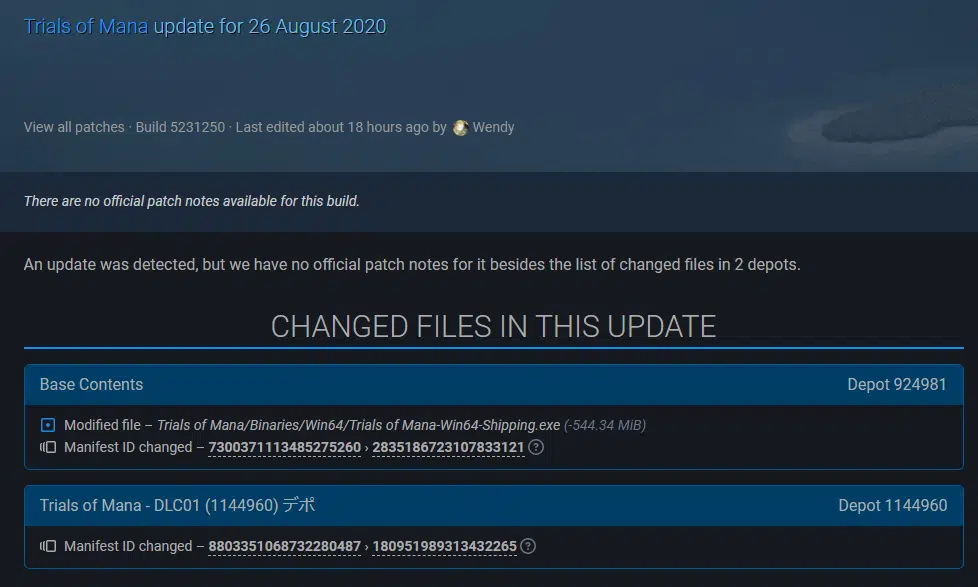 Trials of Mana update for 26 August 2020
View all patches · Build 5231250 · Last edited about 18 hours ago by Wendy
There are no official patch notes available for this build.
An update was detected, but we have no official patch notes for it besides the list of changed files in 2 depots.
CHANGED FILES IN THIS UPDATE
Base Contents Depot 924981
Modified file – Trials of Mana/Binaries/Win64/Trials of Mana-Win64-Shipping.exe (-544.34 MiB)
Manifest ID changed – 7300371113485275260 › 2835186723107833121 ?
Trials of Mana - DLC01 (1144960) デポ Depot 1144960
Manifest ID changed – 8803351068732280487 › 180951989313432265 ?